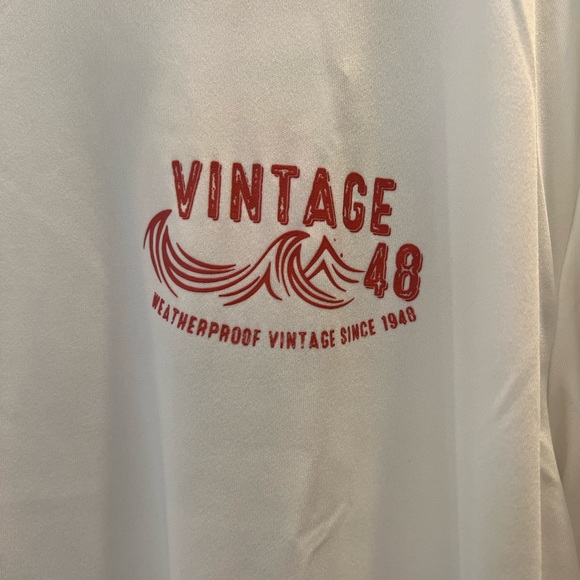 VINTAGE
48
WEATHERPROOF VINTAGE SINCE 1948